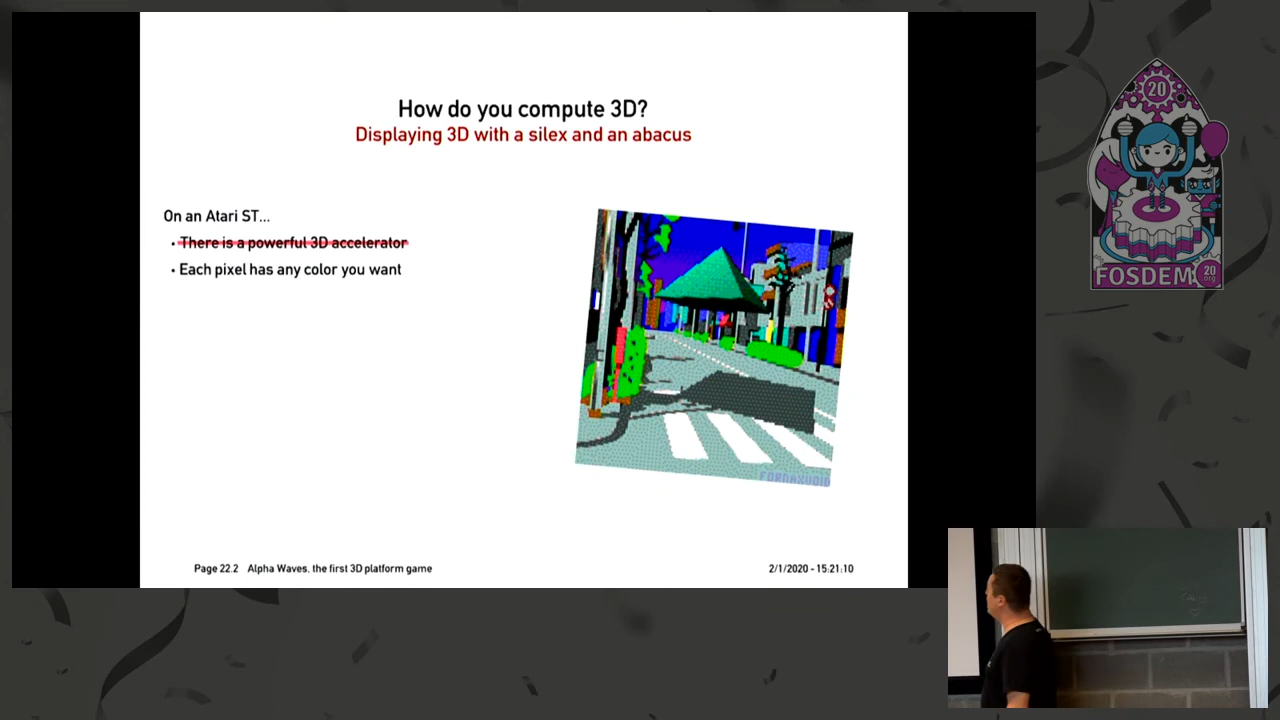 How do you compute 3D?
Displaying 3D with a silex and an abacus
On an Atari ST...
• There is a powerful 3D accelerator
• Each pixel has any color you want
FORNAXVOID
Page 22.2 Alpha Waves, the first 3D platform game
2/1/2020 - 15:21:10
20
FOSDEM
20
.org